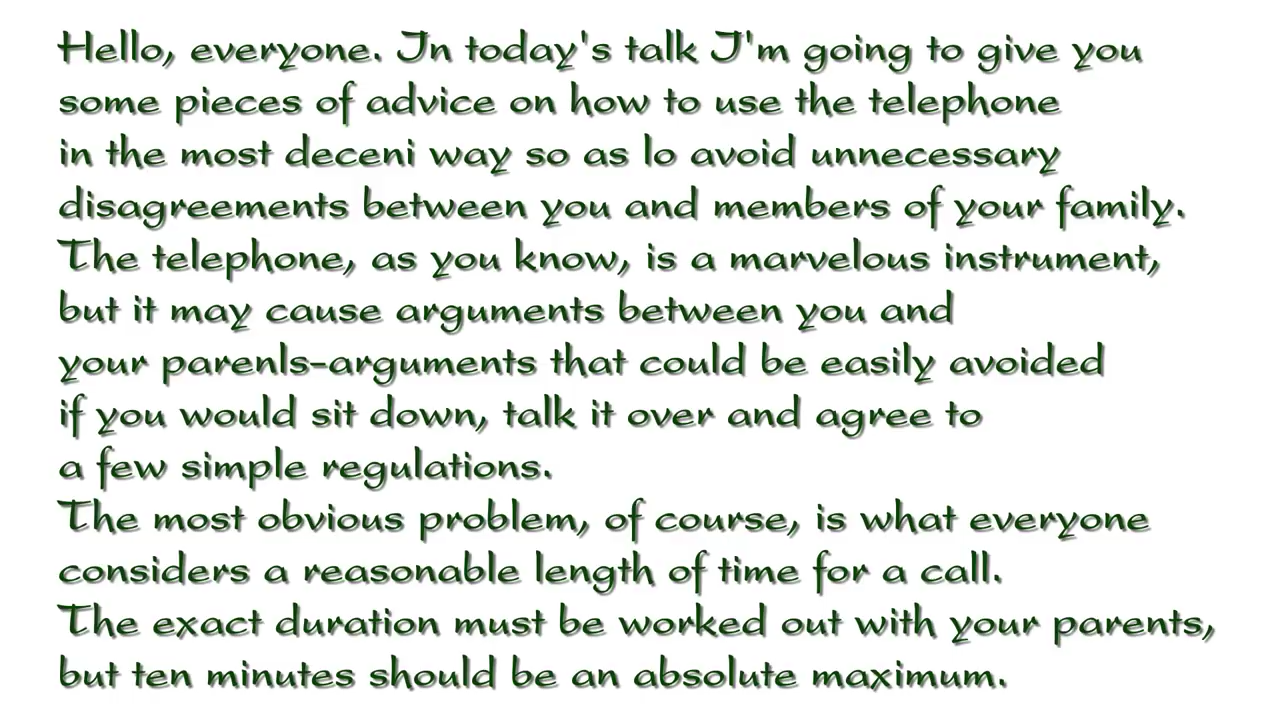 Hello, everyone. In today's talk I'm going to give you
some pieces of advice on how to use the telephone
in the most deceni way so as lo avoid unnecessary
disagreements between you and members of your family.
The telephone, as you know, is a marvelous instrument,
but it may cause arguments between you and
your parenls-arguments that could be easily avoided
if you would sit down, talk it over and agree to
a few simple regulations.
The most obvious problem, of course, is what everyone
considers a reasonable length of time for a call.
The exact duration must be worked out with your parents,
but ten minutes should be an absolute maximum.